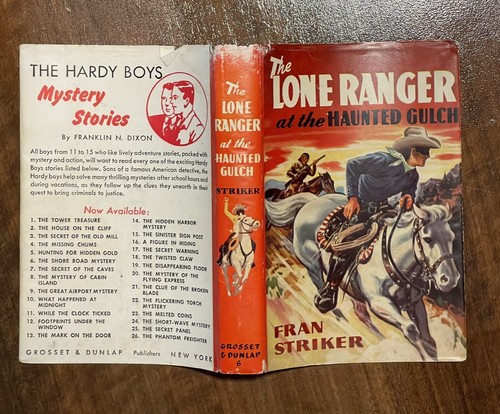 THE HARDY BOYS
Mystery
Stories
By FRANKLIN N. DIXON
All boys from 11 to 15 who like lively adventure stories, packed with
mystery and action, will want to read every one of the exciting Hardy
Boys stories listed below. Sons of a famous American detective, the
Hardy boys help solve many thrilling mysteries after school hours and
during vacations, as they follow up the clues they unearth in their
quest to bring criminals to justice.
Now Available:
1. THE TOWER TREASURE
2. THE HOUSE ON THE CLIFF
3. THE SECRET OF THE OLD MILL
4. THE MISSING CHUMS
5. HUNTING FOR HIDDEN GOLD
6. THE SHORE ROAD MYSTERY
7. THE SECRET OF THE CAVES
8. THE MYSTERY OF CABIN
ISLAND
9. THE GREAT AIRPORT MYSTERY
10. WHAT HAPPENED AT
MIDNIGHT
11. WHILE THE CLOCK TICKED
12. FOOTPRINTS UNDER THE
WINDOW
13. THE MARK ON THE DOOR
14. THE HIDDEN HARBOR
MYSTERY
15. THE SINISTER SIGN POST
16. A FIGURE IN HIDING
17. THE SECRET WARNING
18. THE TWISTED CLAW
19. THE DISAPPEARING FLOOR
20. THE MYSTERY OF THE
FLYING EXPRESS
21. THE CLUE OF THE BROKEN
BLADE
22. THE FLICKERING TORCH
MYSTERY
23. THE MELTED COINS
24. THE SHORT-WAVE MYSTERY
25. THE SECRET PANEL
26. THE PHANTOM FREIGHTER
GROSSET & DUNLAP Publishers NEW YORK
The
LONE
RANGER
at the
HAUNTED
GULCH
STRIKER
GROSSET
& DUNLAP
6
The
LONE RANGER
at the HAUNTED GULCH
FRAN
STRIKER